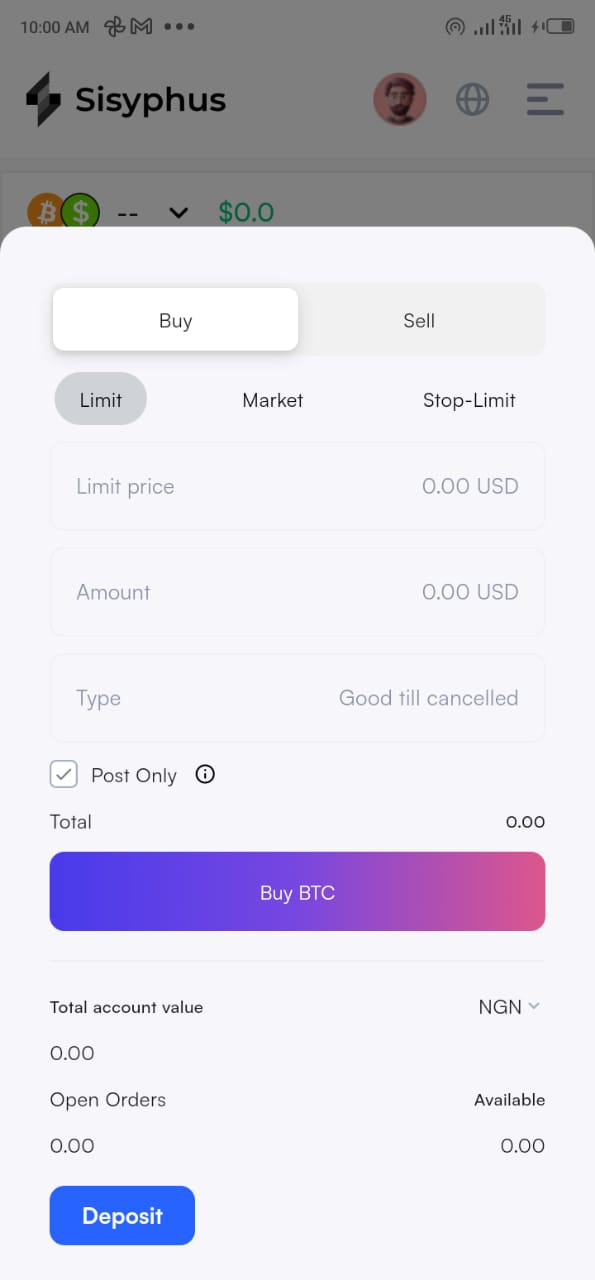 10:00 AM
4G
Sisyphus
-- $0.0
Buy Sell
Limit Market Stop-Limit
Limit price 0.00 USD
Amount 0.00 USD
Type Good till cancelled
Post Only
Total 0.00
Buy BTC
Total account value NGN
0.00
Open Orders Available
0.00 0.00
Deposit